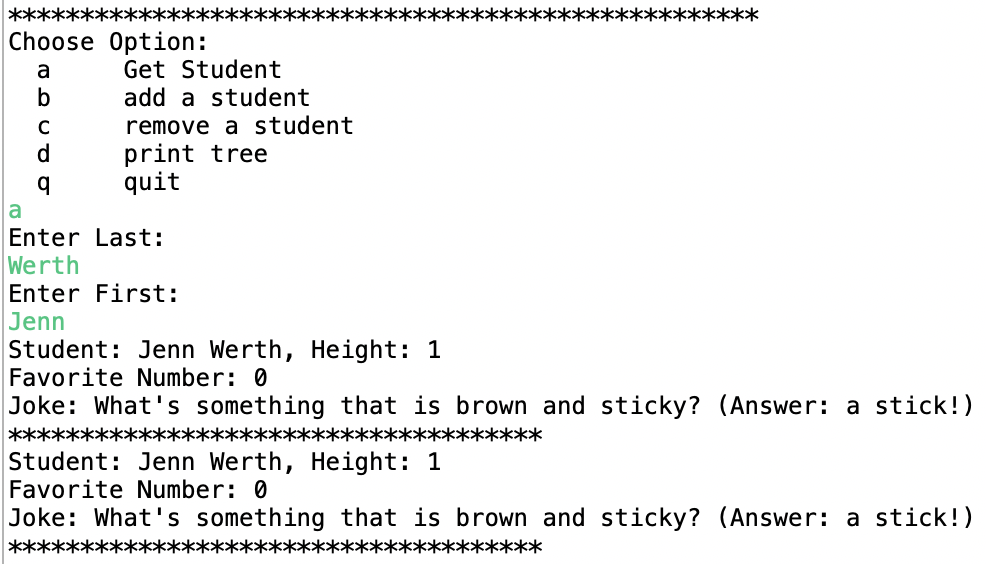 ****************************************************
Choose Option:
  a     Get Student
  b     add a student
  c     remove a student
  d     print tree
  q     quit
a
Enter Last:
Werth
Enter First:
Jenn
Student: Jenn Werth, Height: 1
Favorite Number: 0
Joke: What's something that is brown and sticky? (Answer: a stick!)
*************************************
Student: Jenn Werth, Height: 1
Favorite Number: 0
Joke: What's something that is brown and sticky? (Answer: a stick!)
*************************************